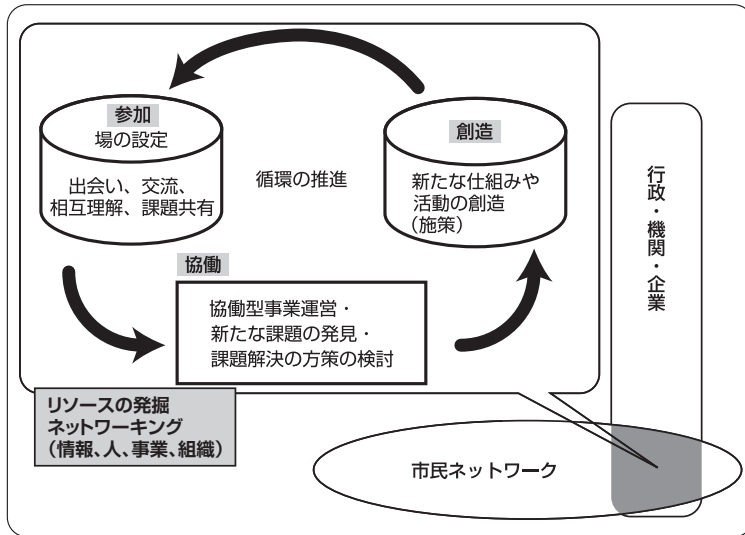 参加
場の設定
出会い、交流、
相互理解、課題共有
循環の推進
創造
新たな仕組みや
活動の創造
(施策)
協働
協働型事業運営・
新たな課題の発見・
課題解決の方策の検討
リソースの発掘
ネットワーキング
(情報、人、事業、組織)
行政・機関・企業
市民ネットワーク